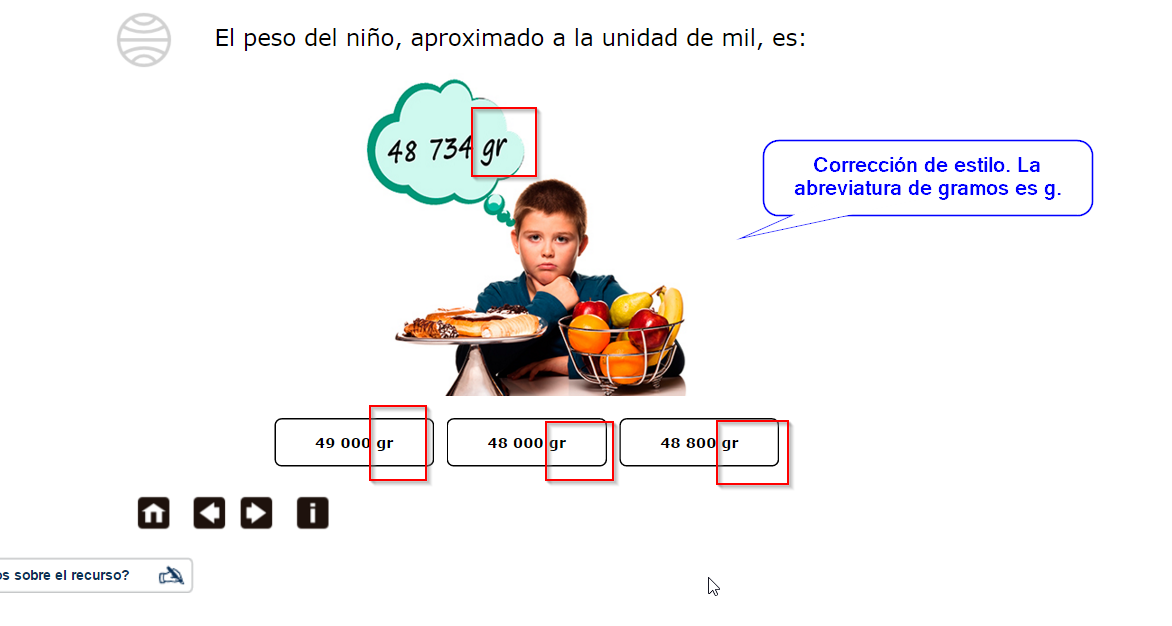 El peso del niño, aproximado a la unidad de mil, es:
48 734 gr
Corrección de estilo. La
abreviatura de gramos es g.
49 000 gr
48 000 gr
48 800 gr
sobre el recurso?